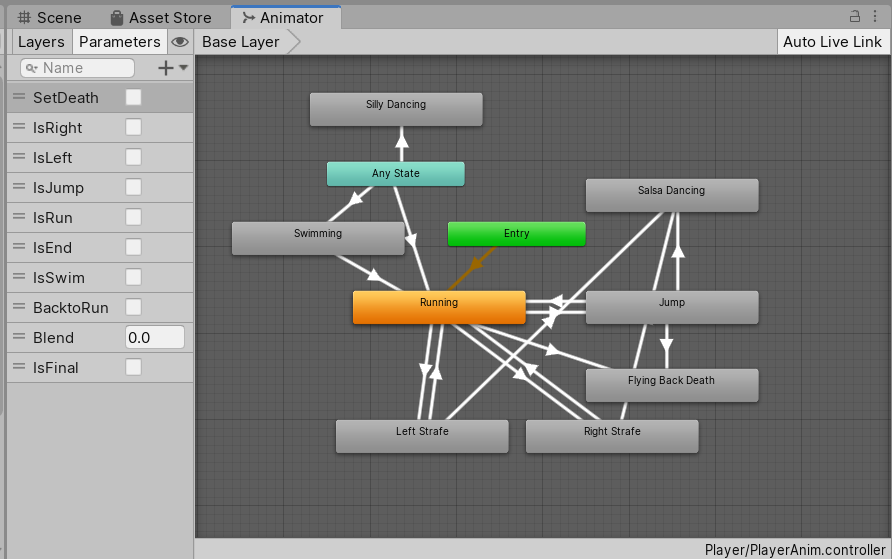 Scene Asset Store Animator
Layers Parameters Base Layer Auto Live Link
Name
SetDeath
IsRight
IsLeft
IsJump
IsRun
IsEnd
IsSwim
BacktoRun
Blend 0.0
IsFinal
Silly Dancing
Any State
Salsa Dancing
Swimming
Entry
Running
Jump
Flying Back Death
Left Strafe
Right Strafe
Player/PlayerAnim.controller